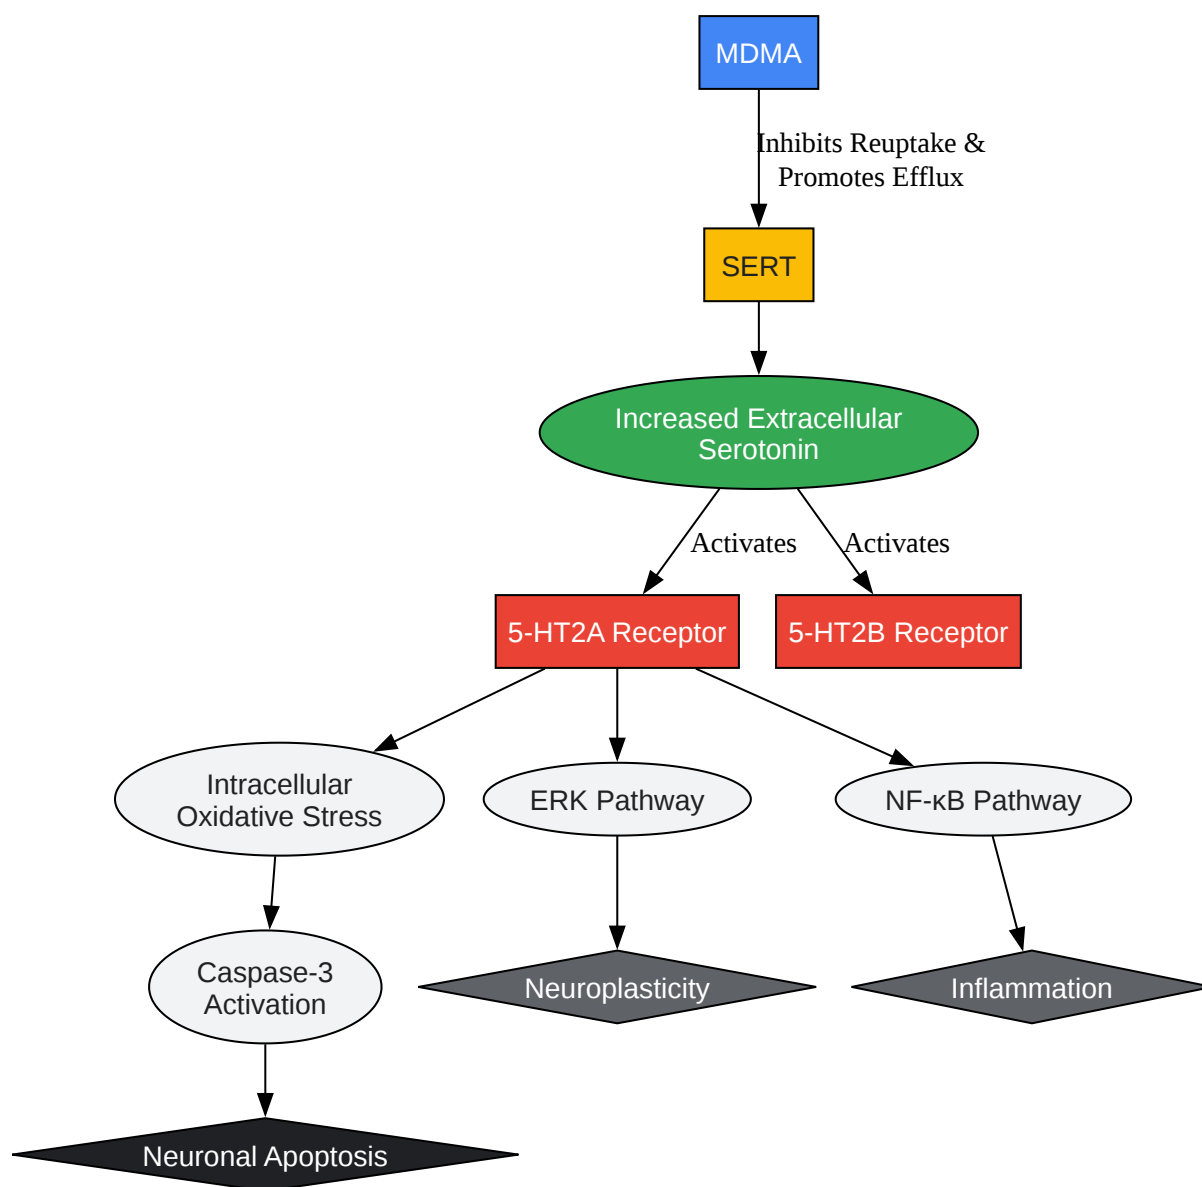 MDMA
Inhibits Reuptake &
Promotes Efflux
SERT
Increased Extracellular
Serotonin
Activates
Activates
5-HT2A Receptor
5-HT2B Receptor
Intracellular
Oxidative Stress
ERK Pathway
NF-κB Pathway
Caspase-3
Activation
Neuroplasticity
Inflammation
Neuronal Apoptosis